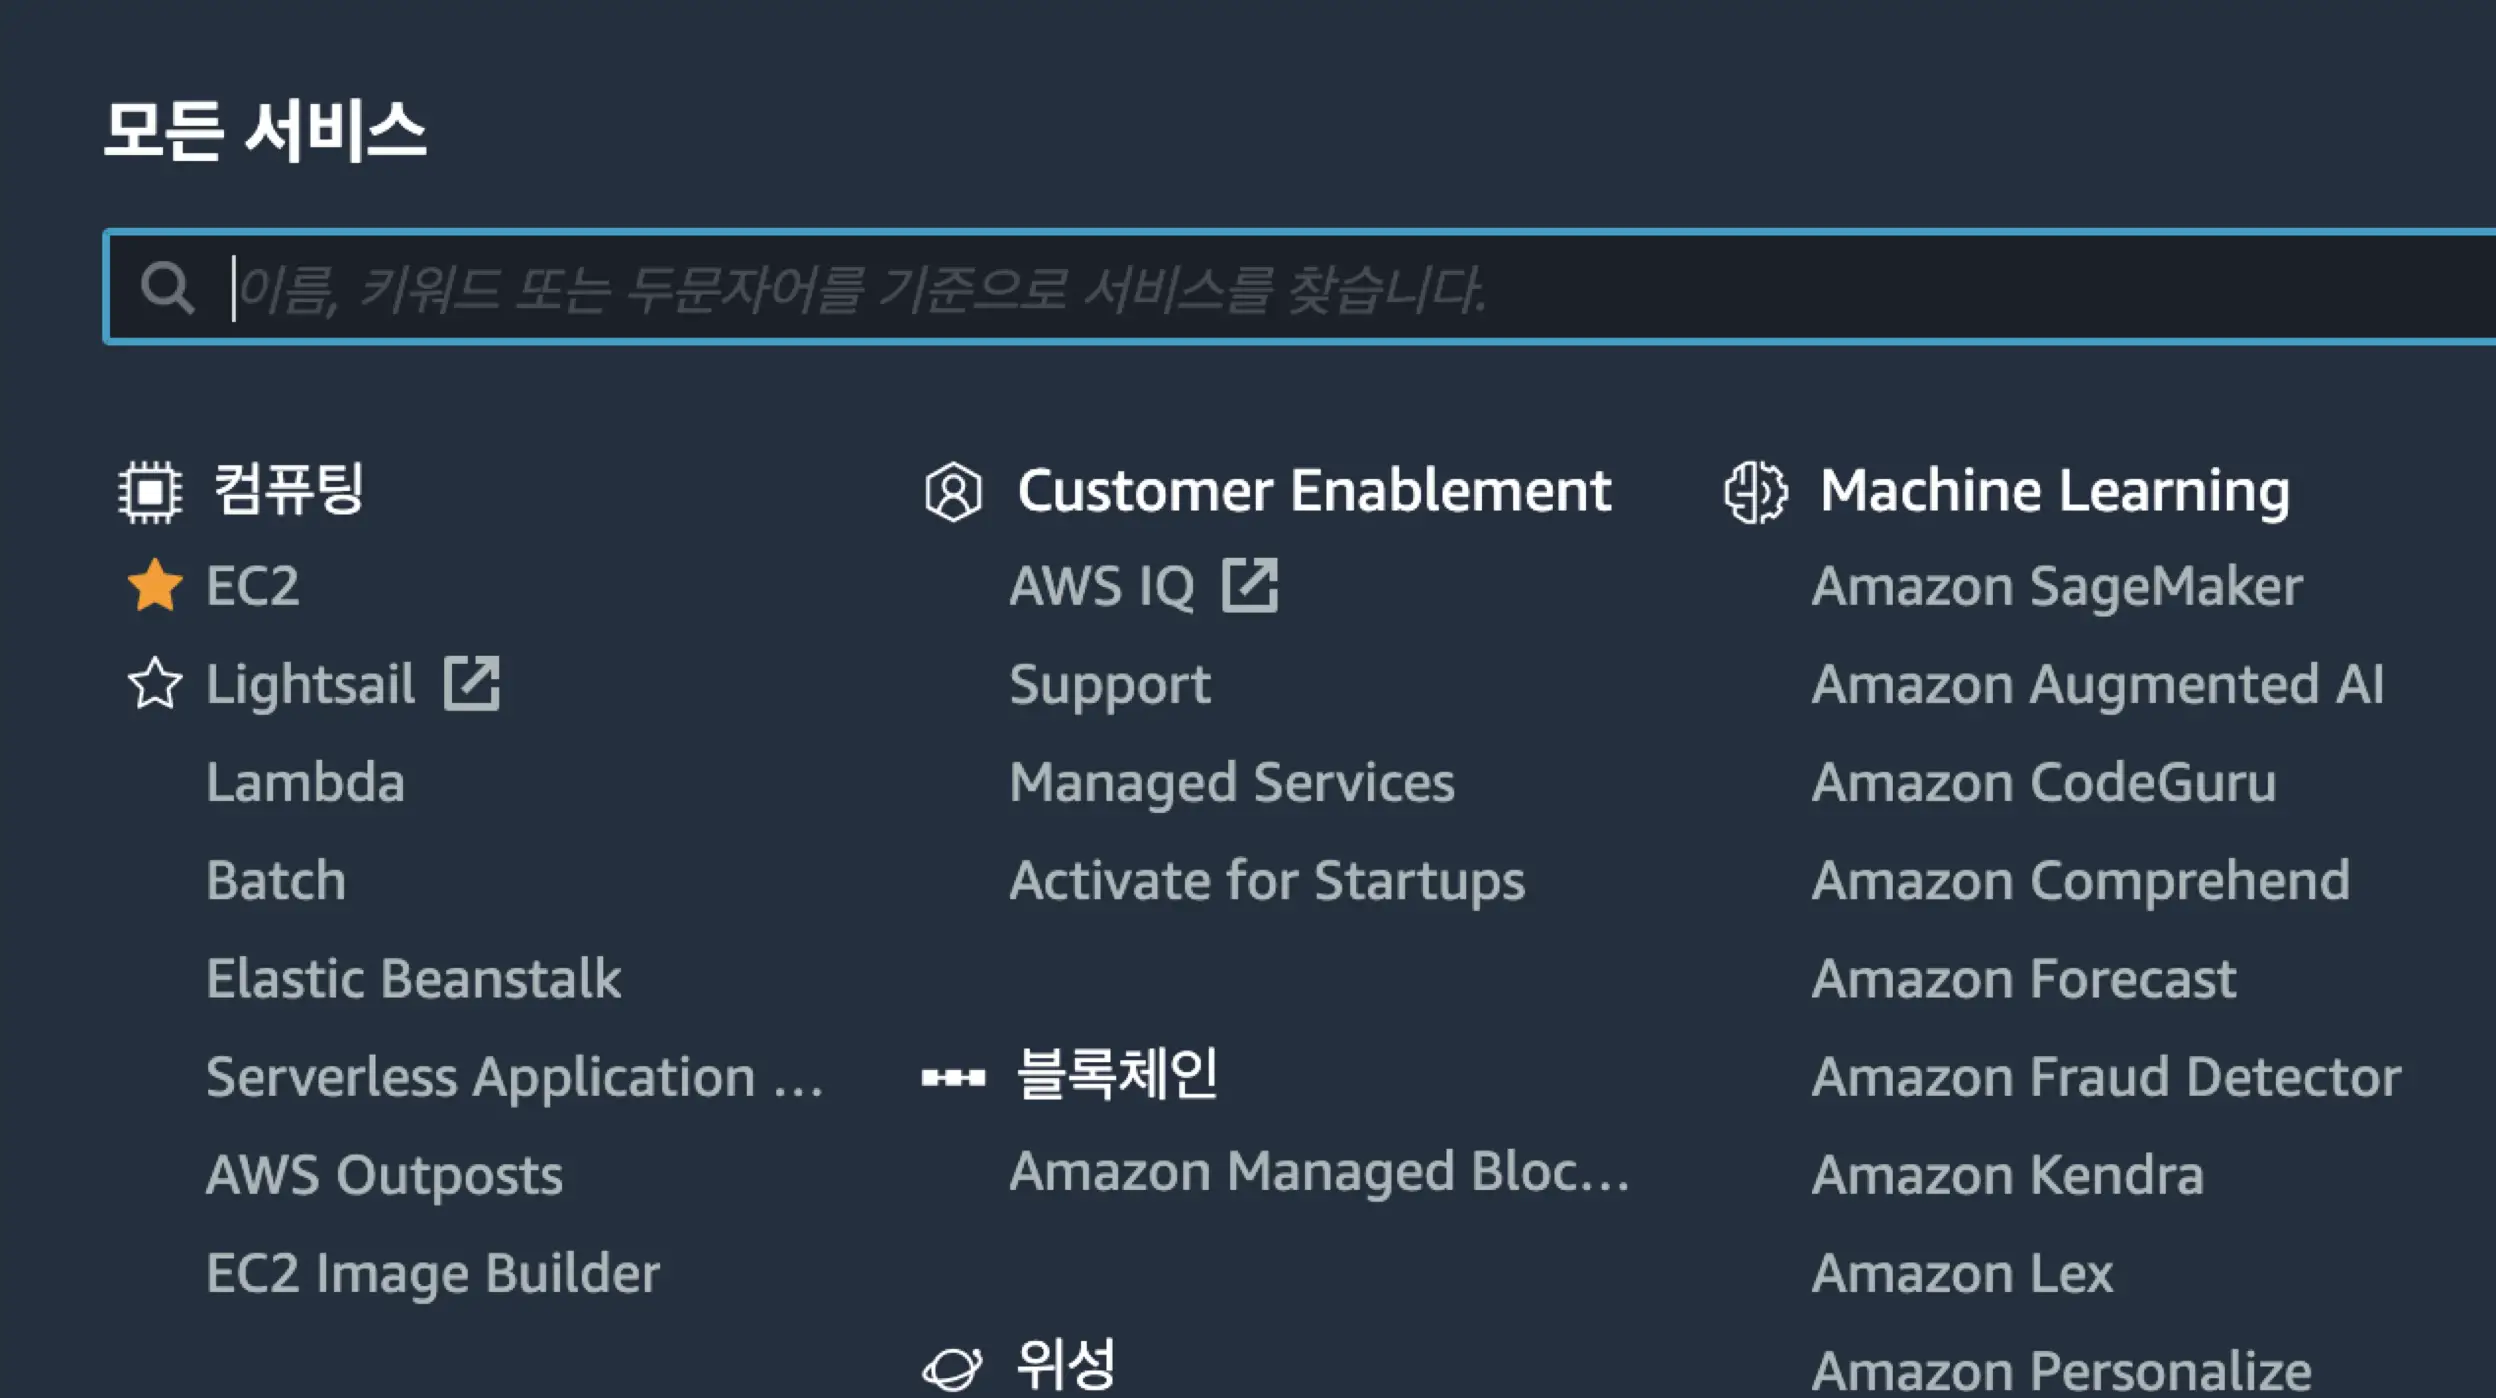 모든 서비스
이름, 키워드 또는 두문자어를 기준으로 서비스를 찾습니다.
컴퓨팅
EC2
Lightsail
Lambda
Batch
Elastic Beanstalk
Serverless Application ...
AWS Outposts
EC2 Image Builder
Customer Enablement
AWS IQ
Support
Managed Services
Activate for Startups
블록체인
Amazon Managed Bloc...
위성
Machine Learning
Amazon SageMaker
Amazon Augmented AI
Amazon CodeGuru
Amazon Comprehend
Amazon Forecast
Amazon Fraud Detector
Amazon Kendra
Amazon Lex
Amazon Personalize